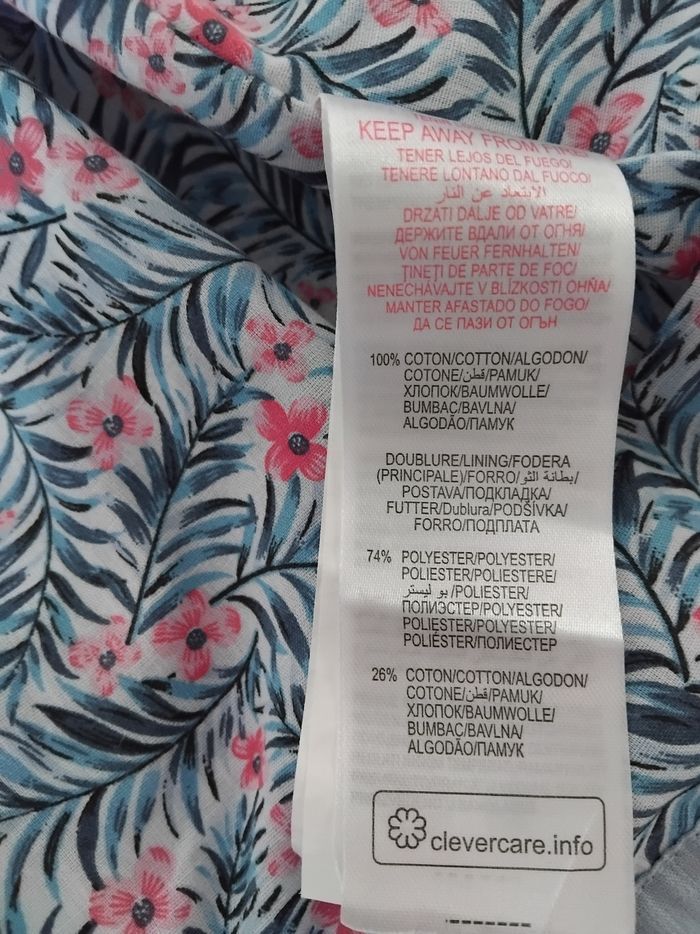 KEEP AWAY FROM
TENER LEJOS DEL FUEGO/
TENERE LONTANO DAL FUOCO/
الابتعاد عن النار
DRZATI DALJE OD VATRE/
ДЕРЖИТЕ ВДАЛИ ОТ ОГНЯ/
VON FEUER FERNHALTEN/
ȚINEȚI DE PARTE DE FOC/
NENECHÁVAJTE V BLÍZKOSTI OHŇA/
MANTER AFASTADO DO FOGO/
ДА СЕ ПАЗИ ОТ ОГЪН
100% COTON/COTTON/ALGODON/
COTONE/قطن/PAMUK/
ХЛОПОК/BAUMWOLLE/
BUMBAC/BAVLNA/
ALGODÃO/ПАМУК
DOUBLURE/LINING/FODERA
(PRINCIPALE)/FORRO/بطانة الثو/
POSTAVA/ПОДКЛАДКА/
FUTTER/Dublura/PODŠÍVKA/
FORRO/ПОДПЛАТА
74% POLYESTER/POLYESTER/
POLIESTER/POLIESTERE/
بو ليستر/POLIESTER/
ПОЛИЭСТЕР/POLYESTER/
POLIESTER/POLYESTER/
POLIÉSTER/ПОЛИЕСТЕР
26% COTON/COTTON/ALGODON/
COTONE/قطن/PAMUK/
ХЛОПОК/BAUMWOLLE/
BUMBAC/BAVLNA/
ALGODÃO/ПАМУК
clevercare.info